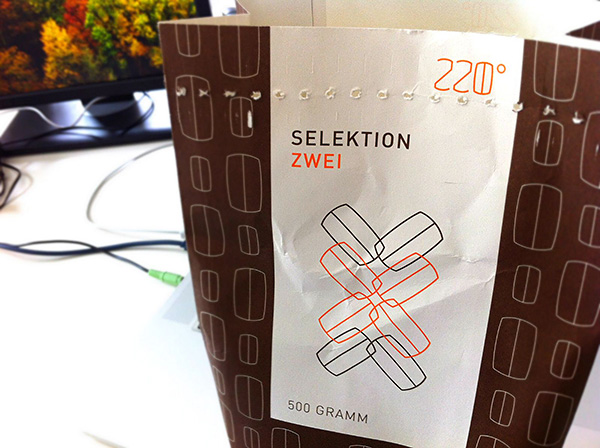 220°
SELEKTION
ZWEI
500 GRAMM